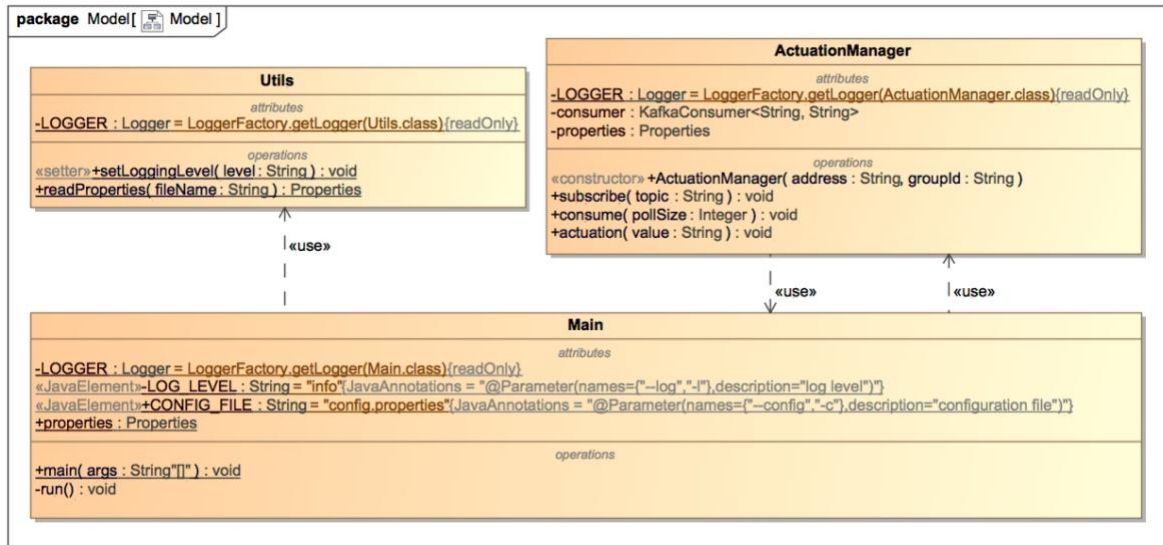 package Model[ Model ]
Utils
attributes
-LOGGER : Logger = LoggerFactory.getLogger(Utils.class){readOnly}
operations
«setter»+setLoggingLevel( level : String ) : void
+readProperties( fileName : String ) : Properties
ActuationManager
attributes
-LOGGER : Logger = LoggerFactory.getLogger(ActuationManager.class){readOnly}
-consumer : KafkaConsumer<String, String>
-properties : Properties
operations
«constructor»+ActuationManager( address : String, groupId : String )
+subscribe( topic : String ) : void
+consume( pollSize : Integer ) : void
+actuation( value : String ) : void
«use»
«use»
«use»
Main
attributes
-LOGGER : Logger = LoggerFactory.getLogger(Main.class){readOnly}
«JavaElement»-LOG_LEVEL : String = "info"{JavaAnnotations = "@Parameter(names={"--log","-l"},description="log level")"}
«JavaElement»+CONFIG_FILE : String = "config.properties"{JavaAnnotations = "@Parameter(names={"--config","-c"},description="configuration file")"}
+properties : Properties
operations
+main( args : String"[]" ) : void
-run() : void